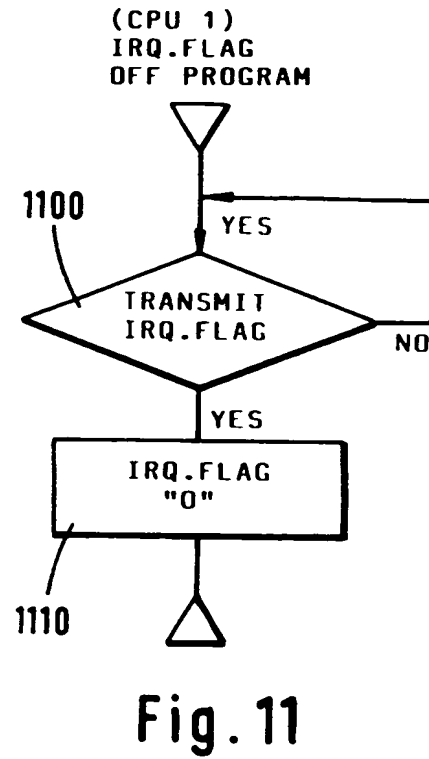 (CPU 1)
IRQ.FLAG
OFF PROGRAM
1100
YES
TRANSMIT
IRQ.FLAG
NO
YES
IRQ.FLAG
"0"
1110
Fig. 11